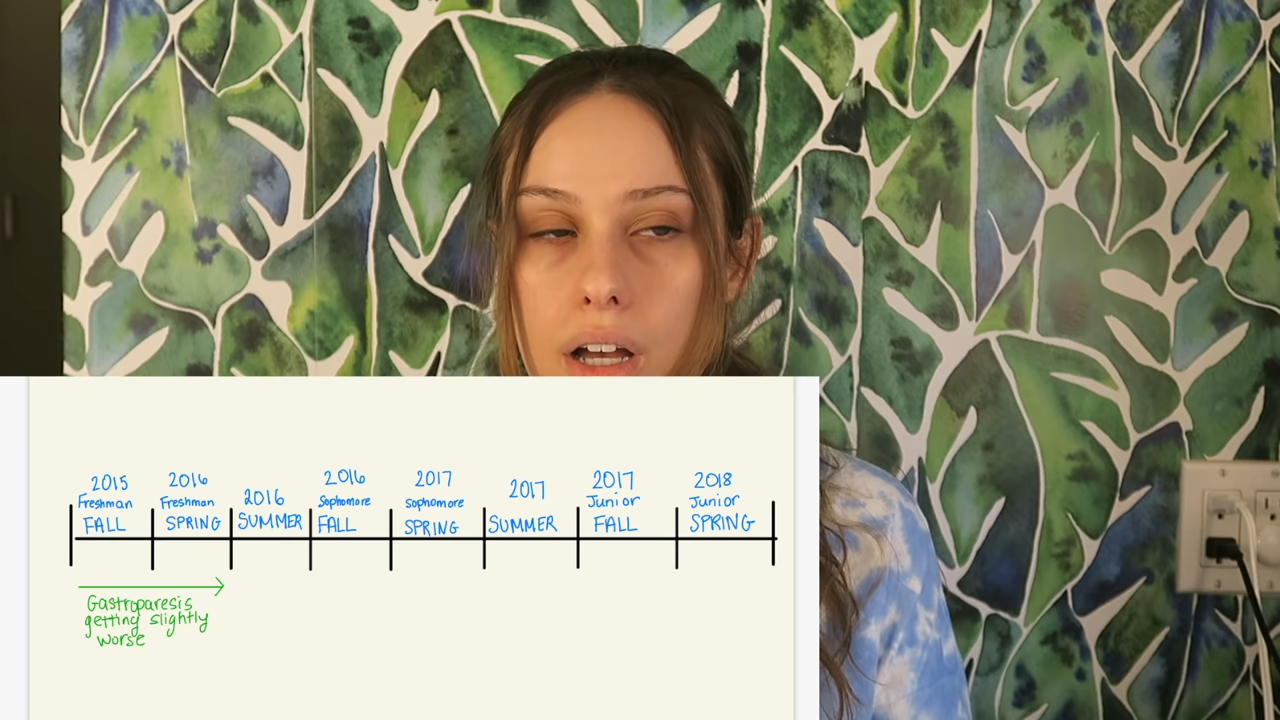 2015
Freshman
FALL
2016
Freshman
SPRING
2016
SUMMER
2016
Sophomore
FALL
2017
Sophomore
SPRING
2017
SUMMER
2017
Junior
FALL
2018
Junior
SPRING
Gastroparesis
getting slightly
worse